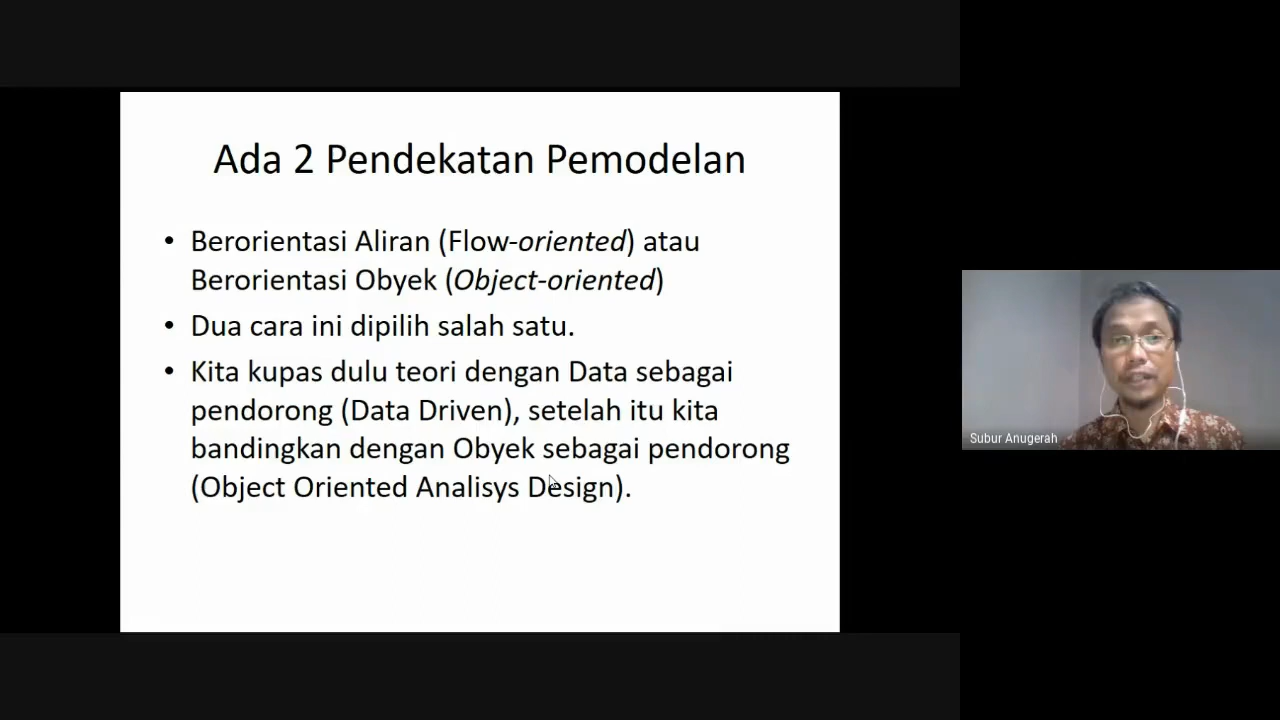 Ada 2 Pendekatan Pemodelan
• Berorientasi Aliran (Flow-oriented) atau
Berorientasi Obyek (Object-oriented)
• Dua cara ini dipilih salah satu.
• Kita kupas dulu teori dengan Data sebagai
pendorong (Data Driven), setelah itu kita
bandingkan dengan Obyek sebagai pendorong
(Object Oriented Analisys Design).
Subur Anugerah